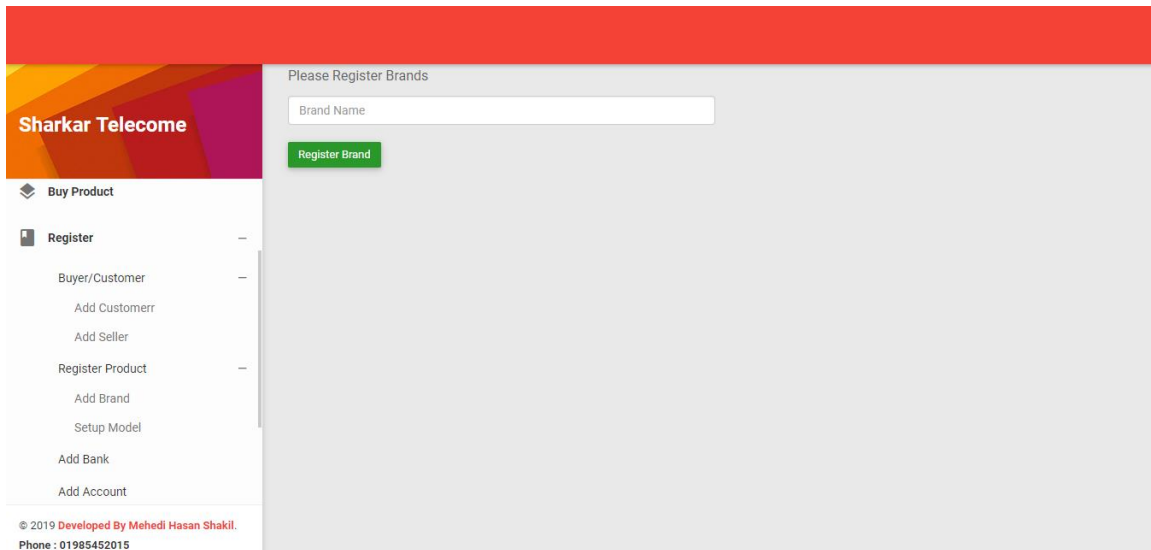 Sharkar Telecome
Buy Product
Register
Buyer/Customer
Add Customerr
Add Seller
Register Product
Add Brand
Setup Model
Add Bank
Add Account
© 2019 Developed By Mehedi Hasan Shakil.
Phone : 01985452015
Please Register Brands
Brand Name
Register Brand